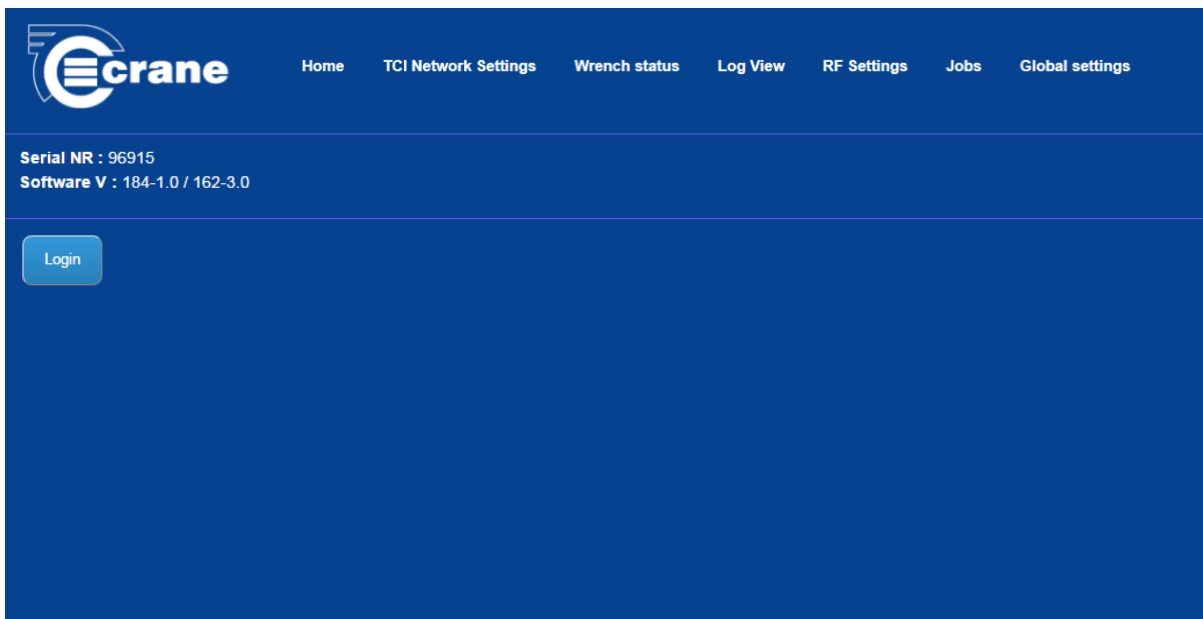 crane
Home TCI Network Settings Wrench status Log View RF Settings Jobs Global settings
Serial NR : 96915
Software V : 184-1.0 / 162-3.0
Login